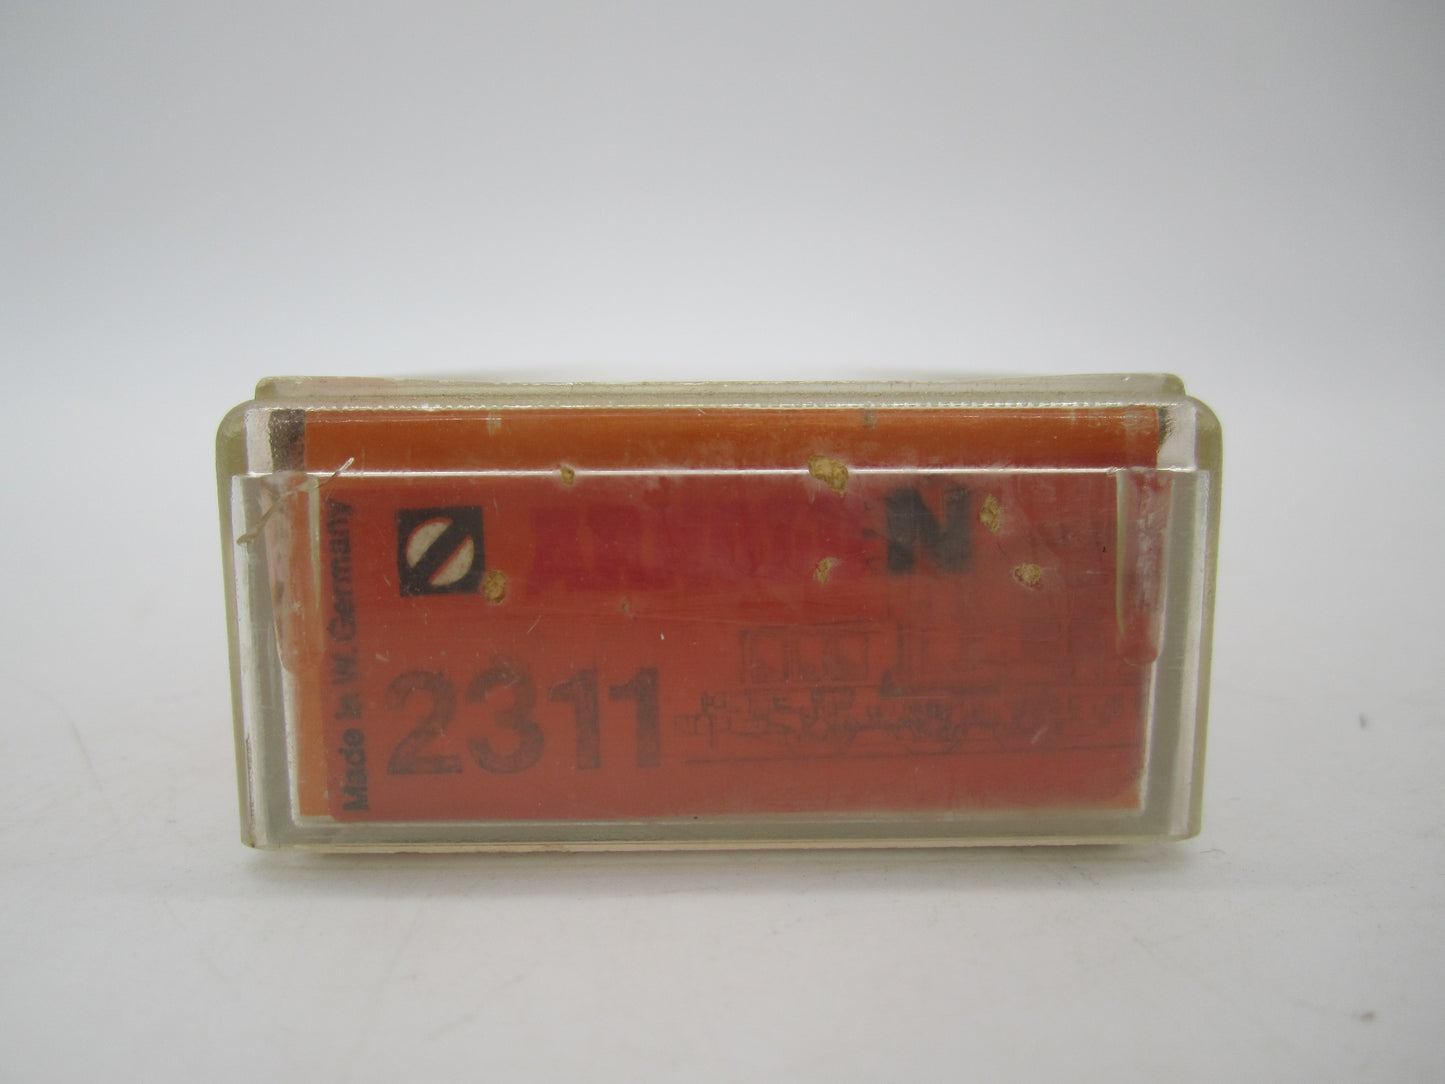 ARNOLD N
2311
Made in W. Germany